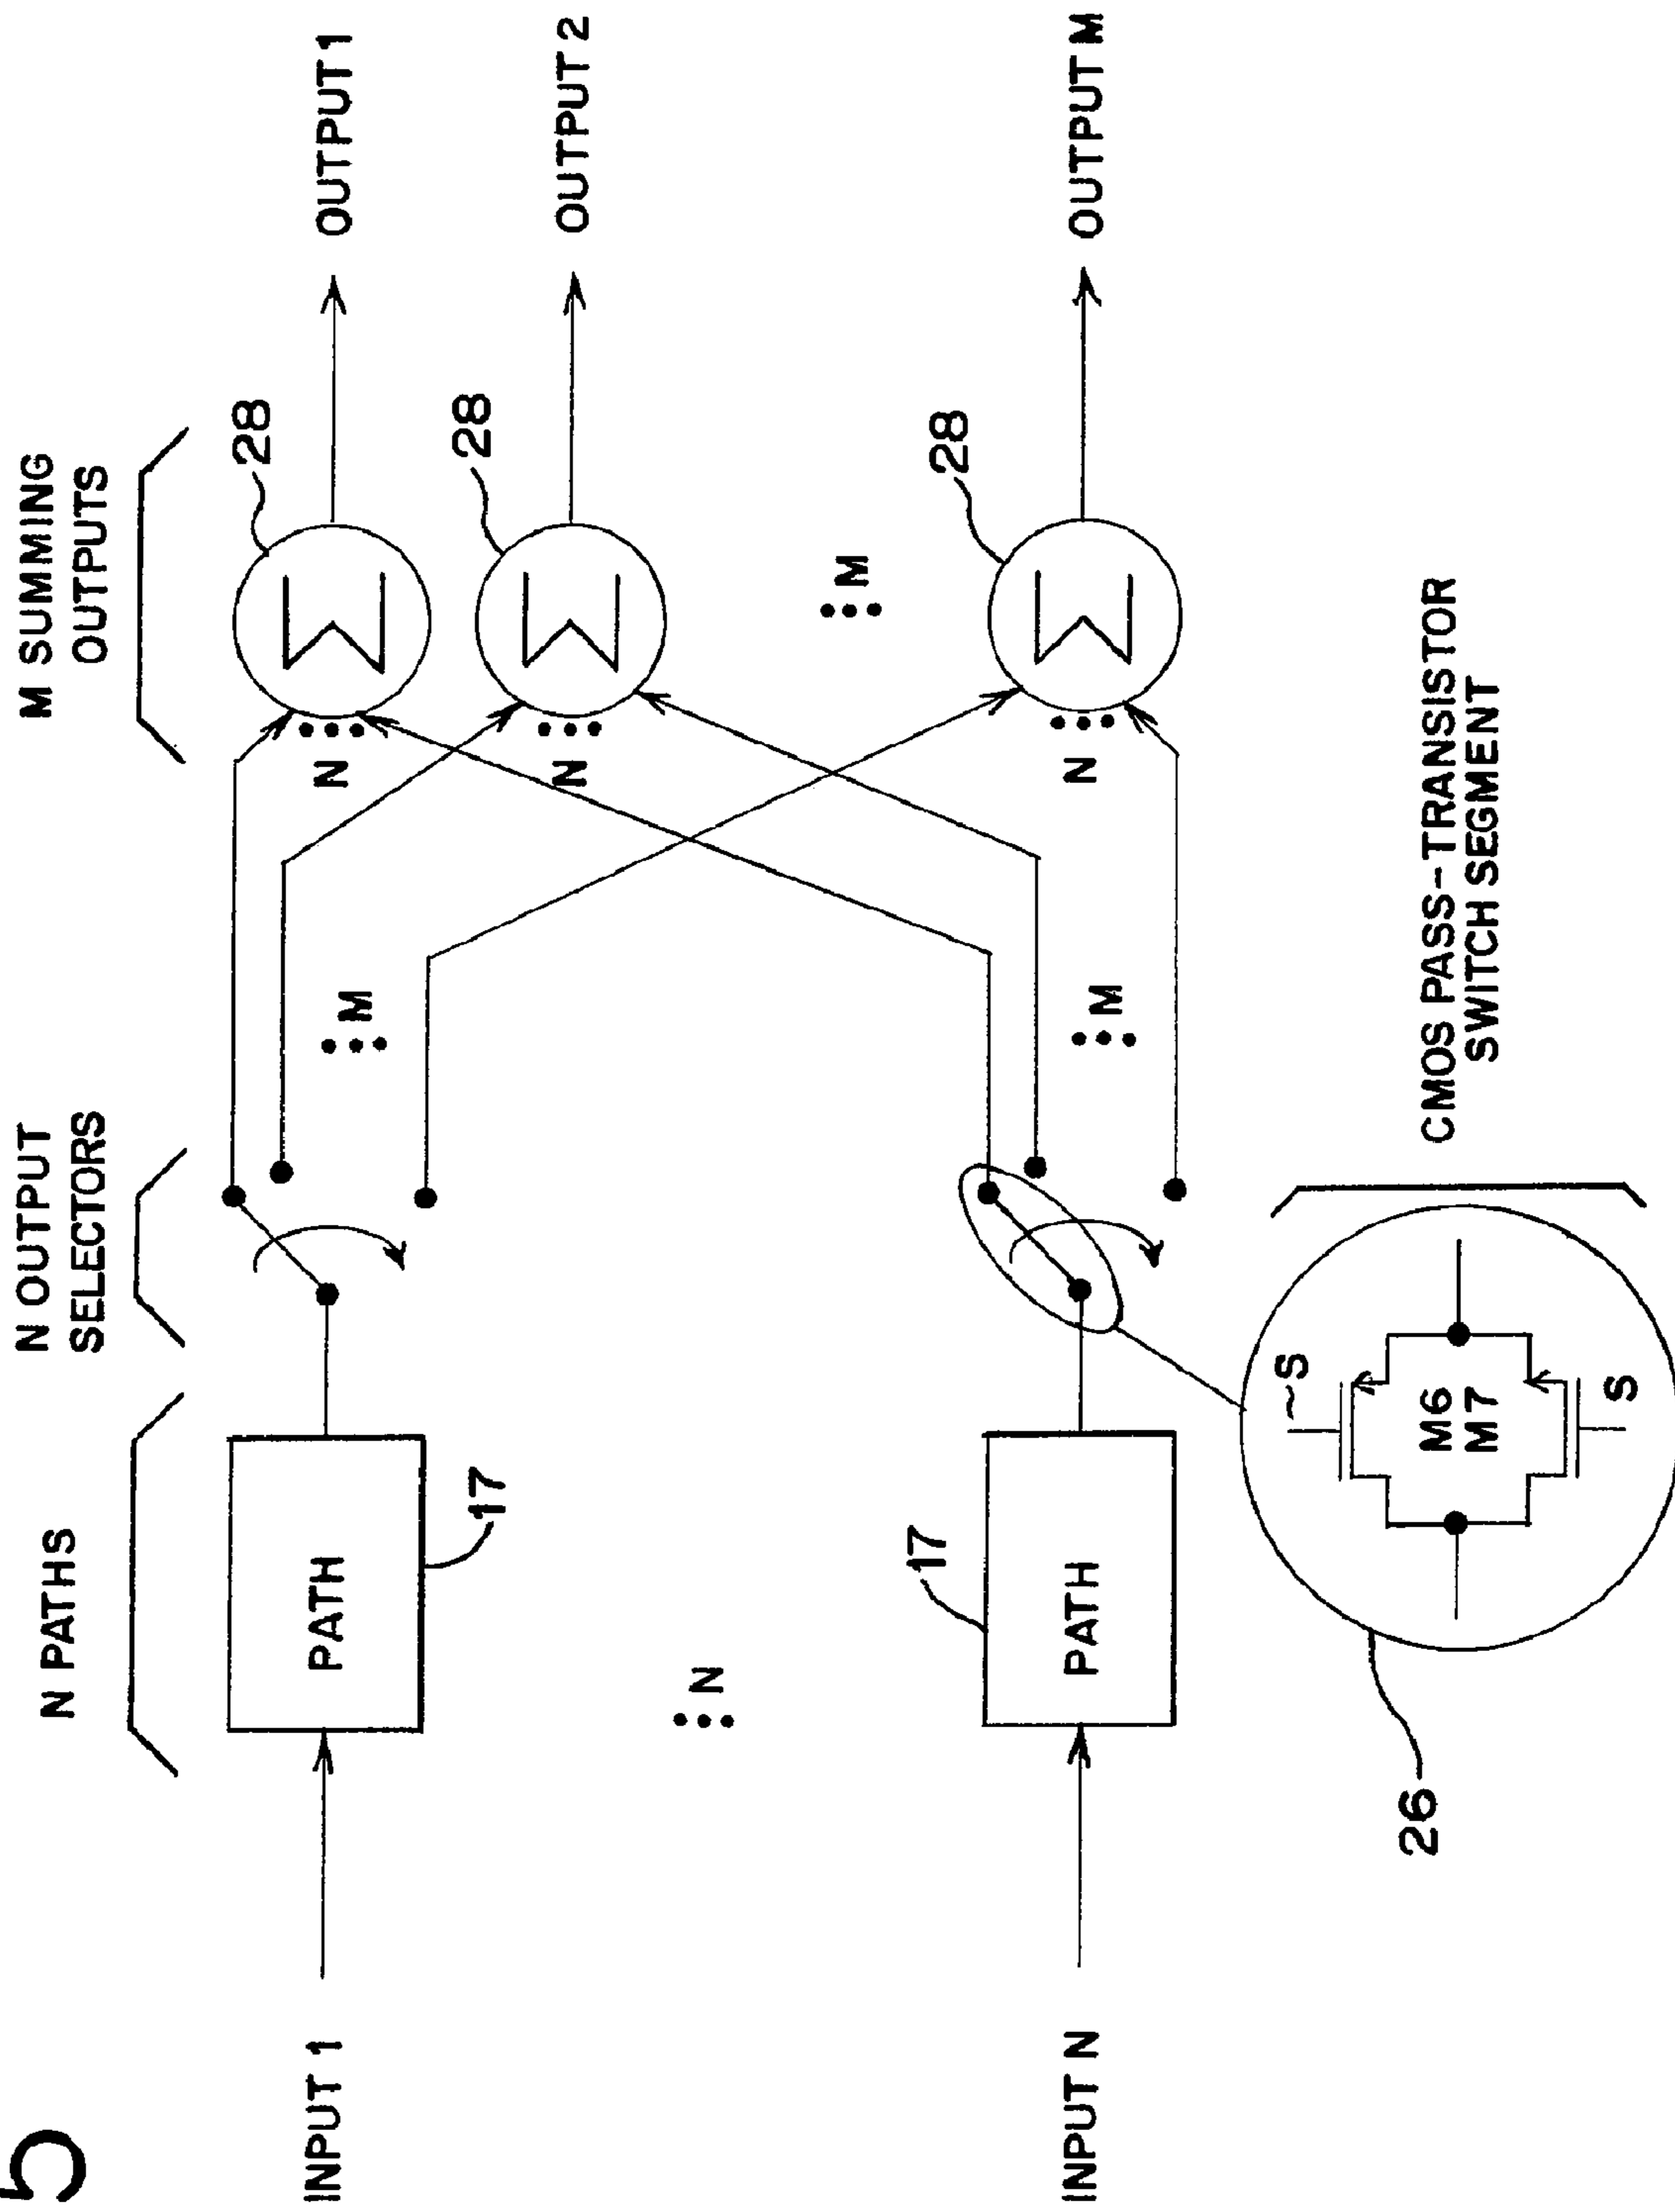 5
N PATHS
N OUTPUT
SELECTORS
M SUMMING
OUTPUTS
INPUT 1
PATH
17
M
N
Σ
28
OUTPUT 1
N
Σ
28
OUTPUT 2
N
M
INPUT N
PATH
17
M
N
Σ
28
OUTPUT M
26
~S
M6
M7
S
CMOS PASS-TRANSISTOR
SWITCH SEGMENT